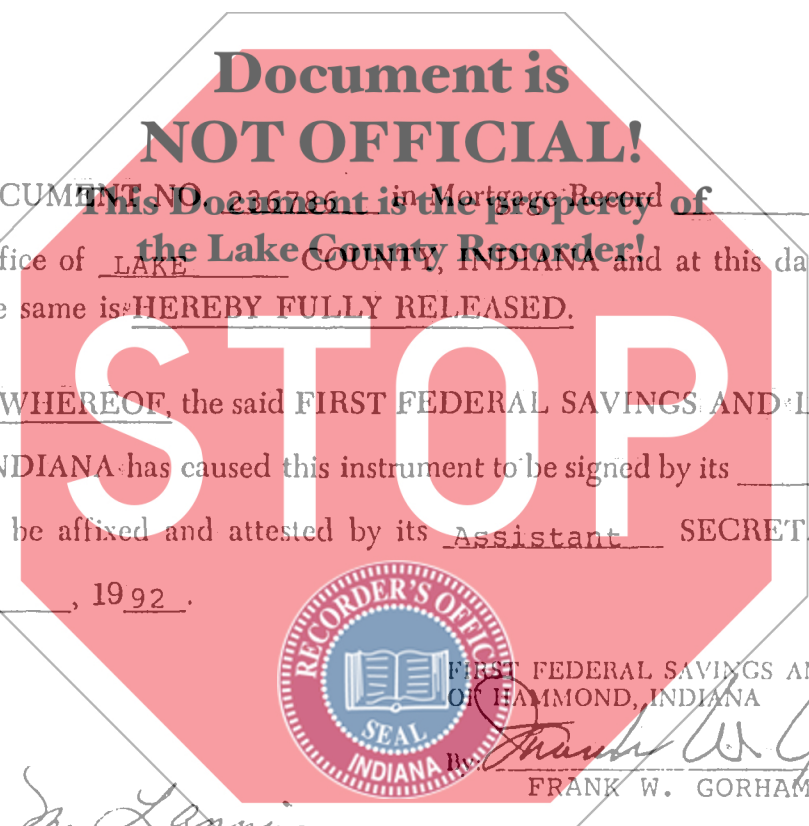 Document is
NOT OFFICIAL!
CUMENT NO. 236786 in Mortgage Record
This Document is the property of
the Lake County Recorder!
fice of LAKE COUNTY, INDIANA and at this da
e same is HEREBY FULLY RELEASED.
STOP
WHEREOF, the said FIRST FEDERAL SAVINGS AND L
NDIANA has caused this instrument to be signed by its
be affixed and attested by its Assistant SECRET
, 1992.
RECORDER'S OFFIC
SEAL
INDIANA
FIRST FEDERAL SAVINGS AN
OF HAMMOND, INDIANA
By: Frank W. G
FRANK W. GORHAM